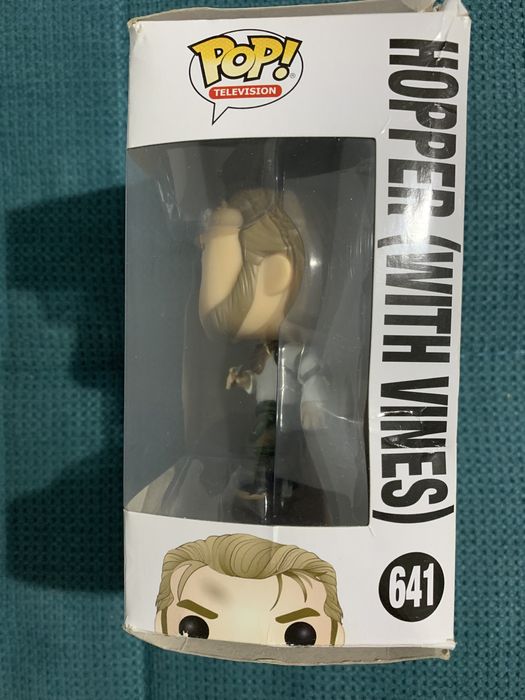 POP!
TELEVISION
HOPPER (WITH VINES)
641